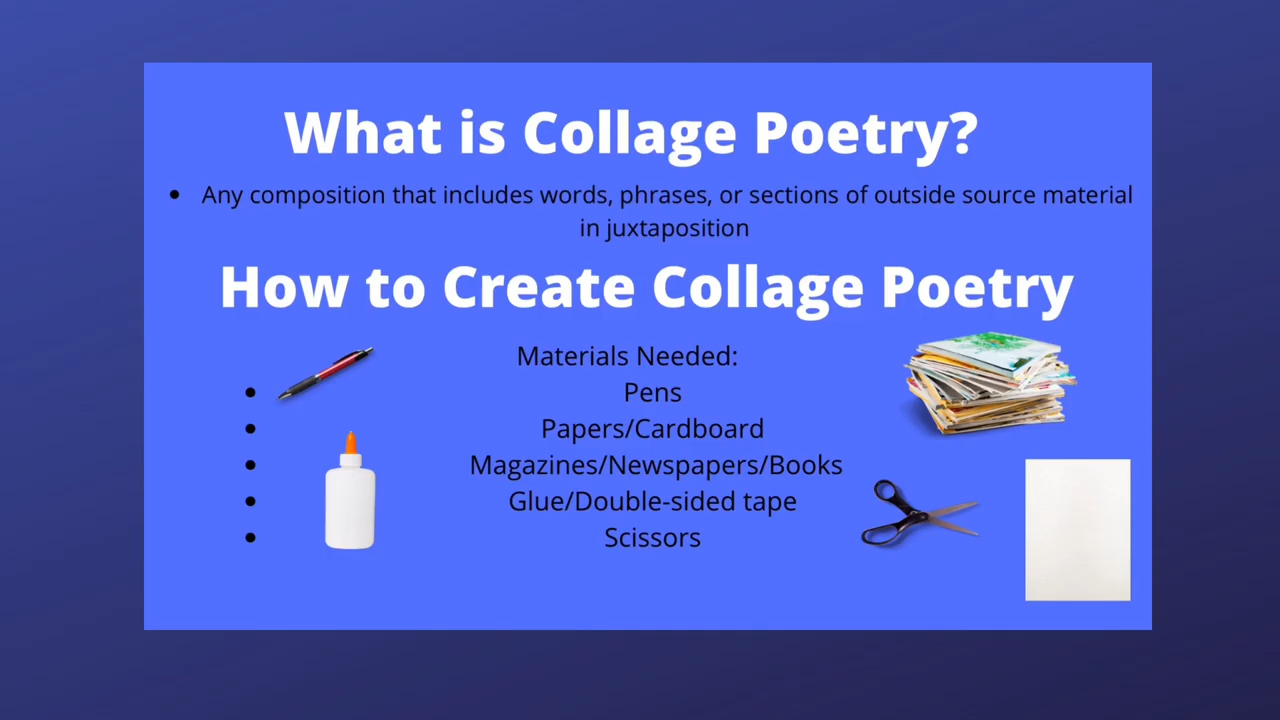 What is Collage Poetry?
• Any composition that includes words, phrases, or sections of outside source material
in juxtaposition
How to Create Collage Poetry
Materials Needed:
• Pens
• Papers/Cardboard
• Magazines/Newspapers/Books
• Glue/Double-sided tape
• Scissors